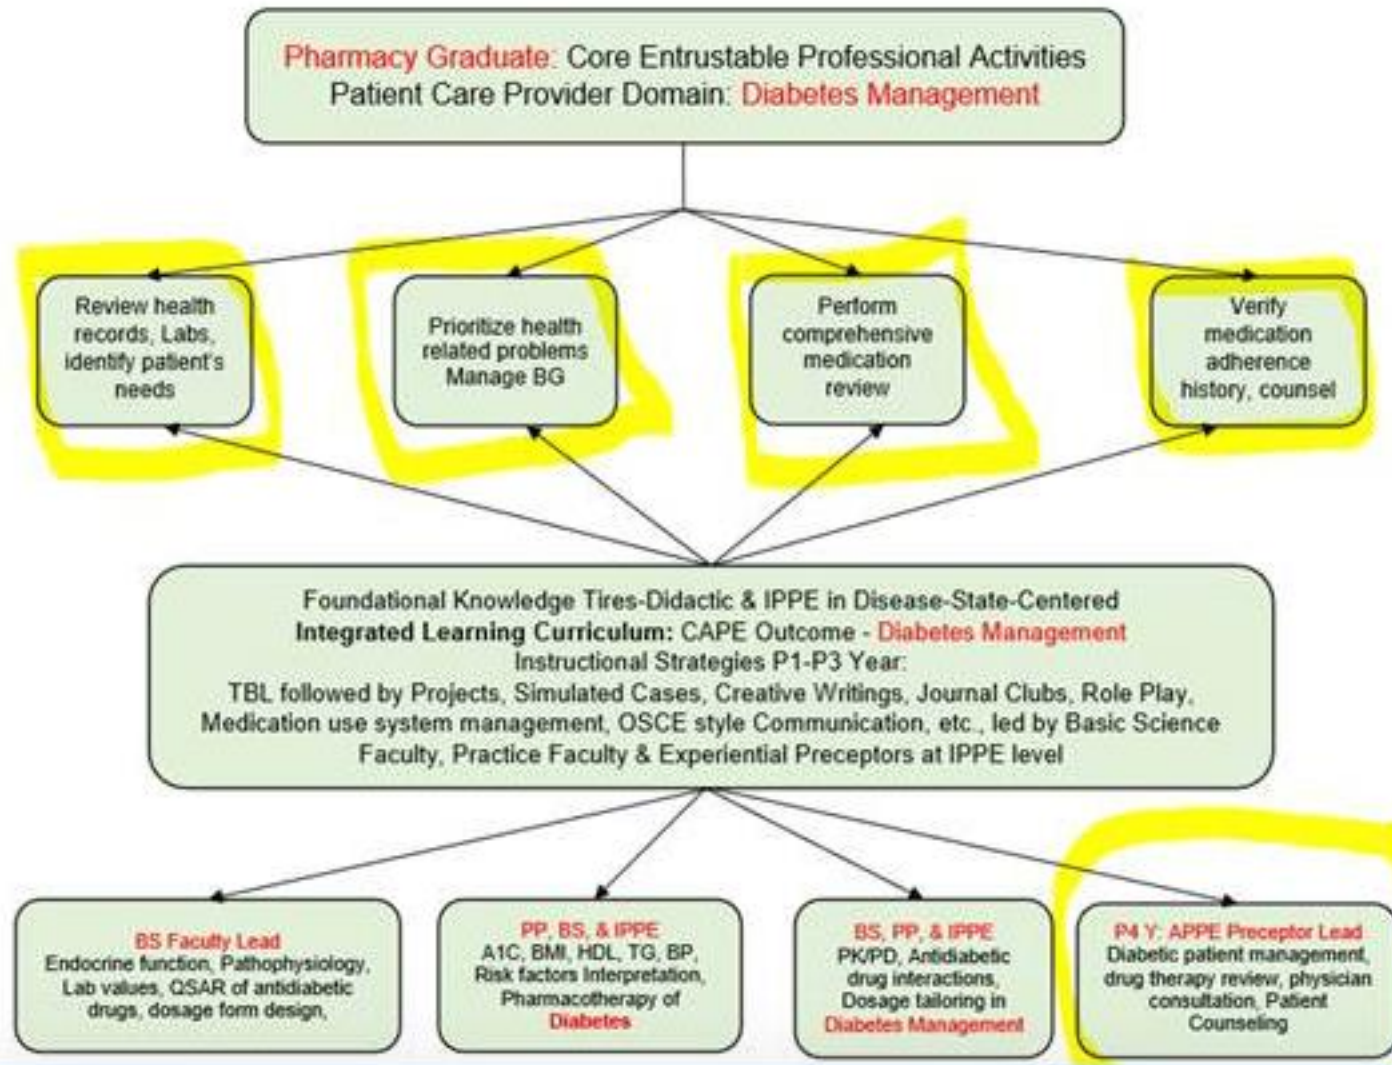 Pharmacy Graduate: Core Entrustable Professional Activities
Patient Care Provider Domain: Diabetes Management
Review health
records, Labs,
identify patient's
needs
Prioritize health
related problems
Manage BG
Perform
comprehensive
medication
review
Verify
medication
adherence
history, counsel
Foundational Knowledge Tires-Didactic & IPPE in Disease-State-Centered
Integrated Learning Curriculum: CAPE Outcome - Diabetes Management
Instructional Strategies P1-P3 Year:
TBL followed by Projects, Simulated Cases, Creative Writings, Journal Clubs, Role Play,
Medication use system management, OSCE style Communication, etc., led by Basic Science
Faculty, Practice Faculty & Experiential Preceptors at IPPE level
BS Faculty Lead
Endocrine function, Pathophysiology,
Lab values, QSAR of antidiabetic
drugs, dosage form design,
PP, BS, & IPPE
A1C, BMI, HDL, TG, BP,
Risk factors Interpretation,
Pharmacotherapy of
Diabetes
BS, PP, & IPPE
PK/PD, Antidiabetic
drug interactions,
Dosage tailoring in
Diabetes Management
P4 Y: APPE Preceptor Lead
Diabetic patient management,
drug therapy review, physician
consultation, Patient
Counseling